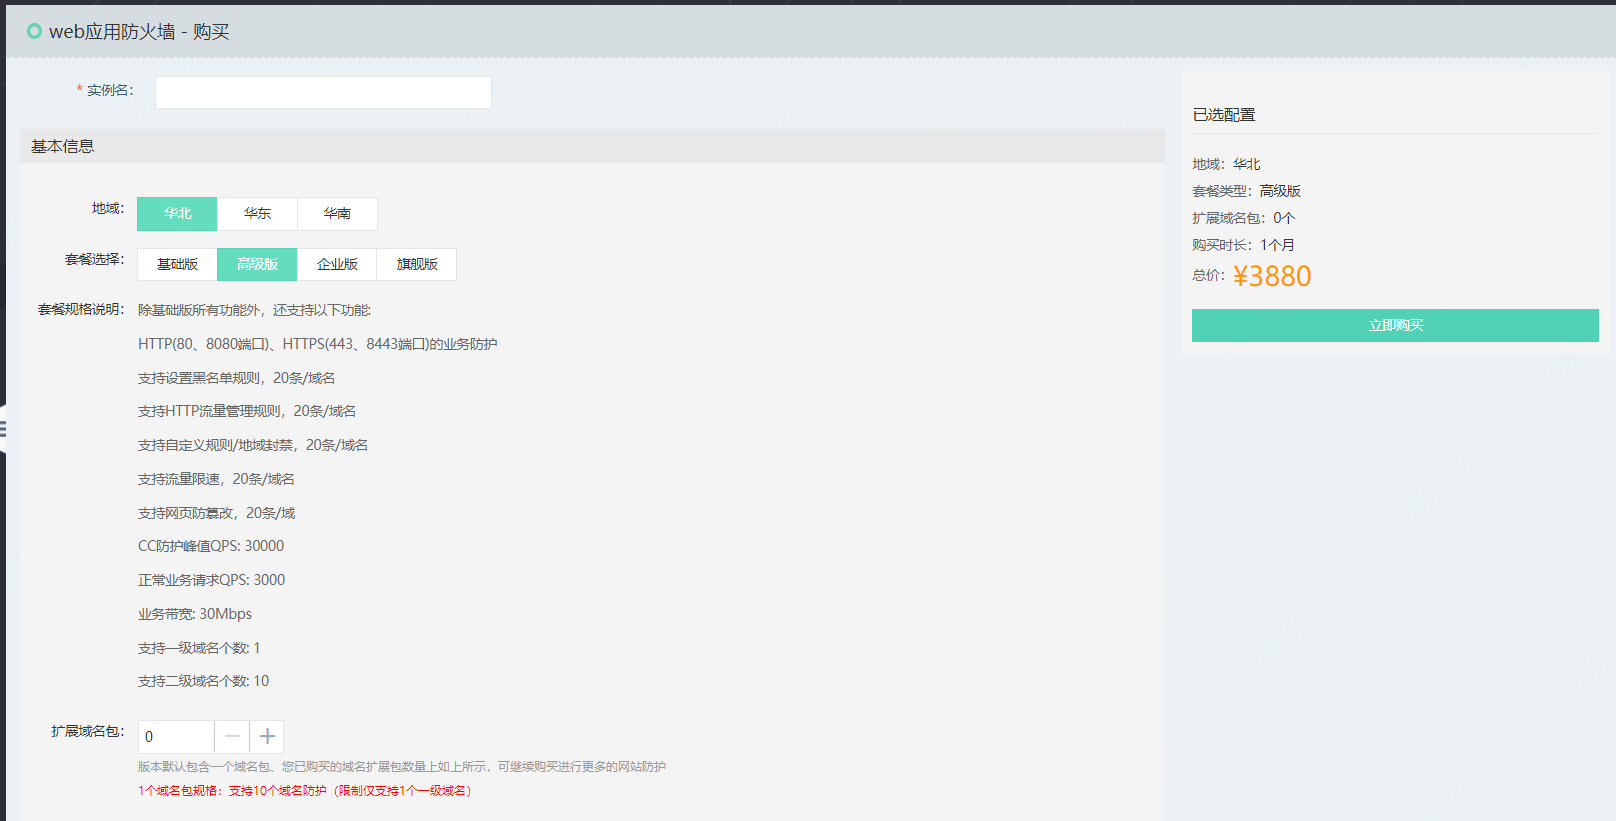 web应用防火墙 - 购买
* 实例名：
基本信息
地域： 华北 华东 华南
套餐选择： 基础版 高级版 企业版 旗舰版
套餐规格说明： 除基础版所有功能外，还支持以下功能:
HTTP(80、8080端口)、HTTPS(443、8443端口)的业务防护
支持设置黑名单规则，20条/域名
支持HTTP流量管理规则，20条/域名
支持自定义规则/地域封禁，20条/域名
支持流量限速，20条/域名
支持网页防篡改，20条/域
CC防护峰值QPS: 30000
正常业务请求QPS: 3000
业务带宽: 30Mbps
支持一级域名个数: 1
支持二级域名个数: 10
扩展域名包： 0
版本默认包含一个域名包、您已购买的域名扩展包数量上如上所示，可继续购买进行更多的网站防护
1个域名包规格：支持10个域名防护（限制仅支持1个一级域名）
已选配置
地域：华北
套餐类型：高级版
扩展域名包：0个
购买时长：1个月
总价：¥3880
立即购买